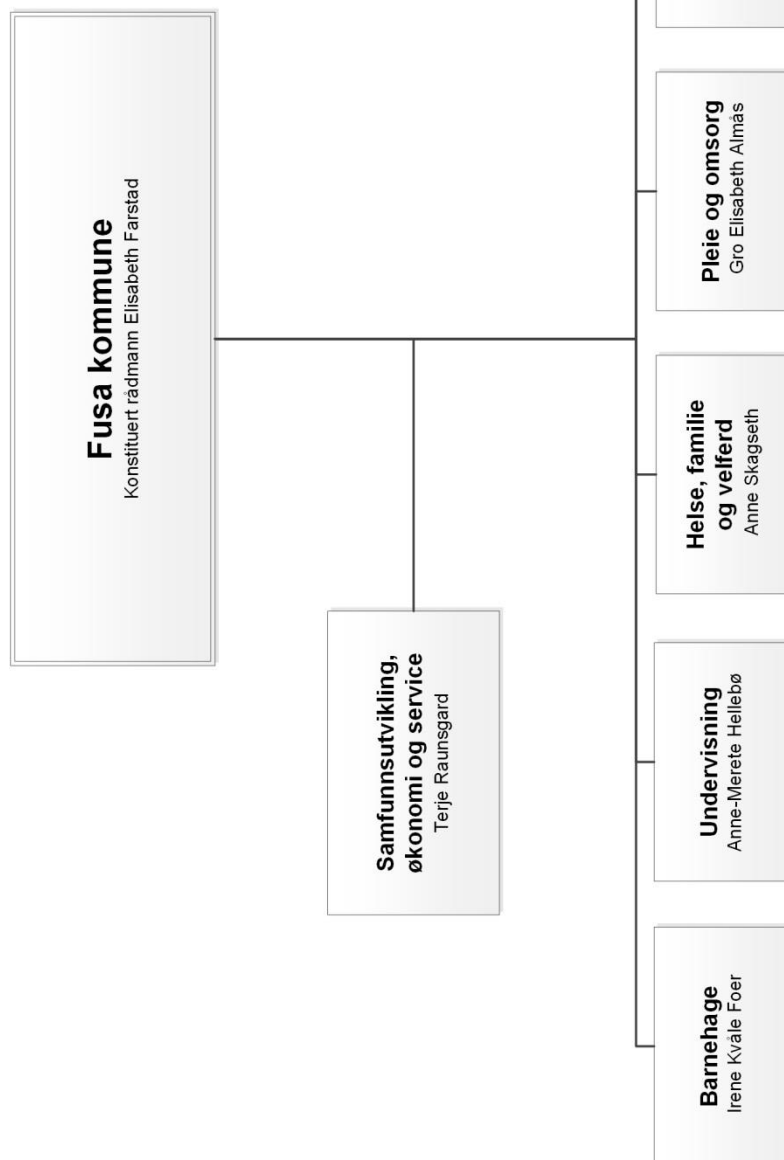 Fusa kommune
Konstituert rådmann Elisabeth Farstad
Samfunnsutvikling,
økonomi og service
Terje Raunsgard
Barnehage
Irene Kvåle Foer
Undervisning
Anne-Merete Hellebø
Helse, familie
og velferd
Anne Skagseth
Pleie og omsorg
Gro Elisabeth Almås